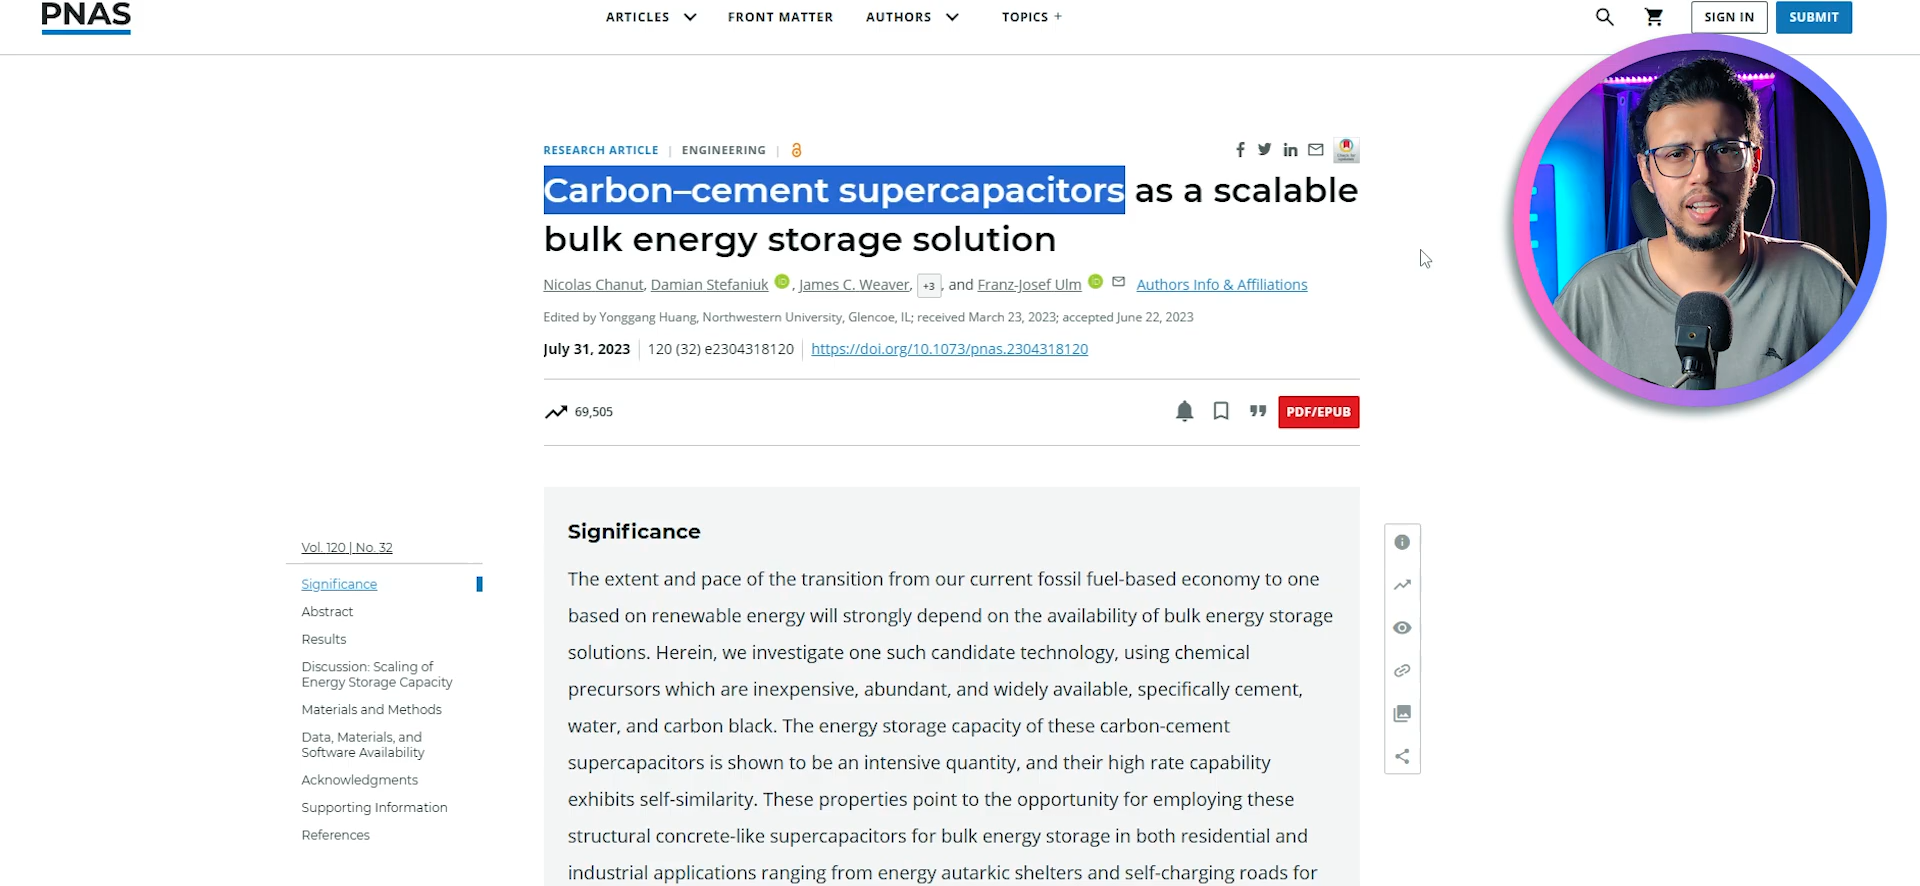 PNAS
ARTICLES FRONT MATTER AUTHORS TOPICS +
SIGN IN SUBMIT
RESEARCH ARTICLE | ENGINEERING |
Carbon–cement supercapacitors as a scalable
bulk energy storage solution
Nicolas Chanut, Damian Stefaniuk, James C. Weaver, +3, and Franz-Josef Ulm Authors Info & Affiliations
Edited by Yonggang Huang, Northwestern University, Glencoe, IL; received March 23, 2023; accepted June 22, 2023
July 31, 2023 120 (32) e2304318120 https://doi.org/10.1073/pnas.2304318120
69,505
PDF/EPUB
Vol. 120 | No. 32
Significance
Abstract
Results
Discussion: Scaling of
Energy Storage Capacity
Materials and Methods
Data, Materials, and
Software Availability
Acknowledgments
Supporting Information
References
Significance
The extent and pace of the transition from our current fossil fuel-based economy to one
based on renewable energy will strongly depend on the availability of bulk energy storage
solutions. Herein, we investigate one such candidate technology, using chemical
precursors which are inexpensive, abundant, and widely available, specifically cement,
water, and carbon black. The energy storage capacity of these carbon-cement
supercapacitors is shown to be an intensive quantity, and their high rate capability
exhibits self-similarity. These properties point to the opportunity for employing these
structural concrete-like supercapacitors for bulk energy storage in both residential and
industrial applications ranging from energy autarkic shelters and self-charging roads for